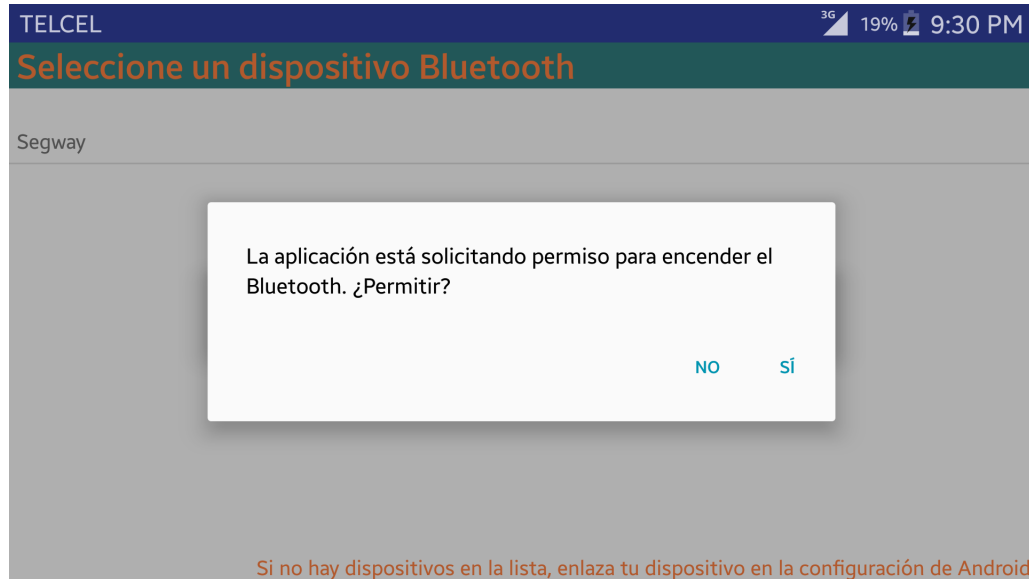 TELCEL 3G 19% 9:30 PM
Seleccione un dispositivo Bluetooth
Segway
La aplicación está solicitando permiso para encender el
Bluetooth. ¿Permitir?
NO SÍ
Si no hay dispositivos en la lista, enlaza tu dispositivo en la configuración de Android